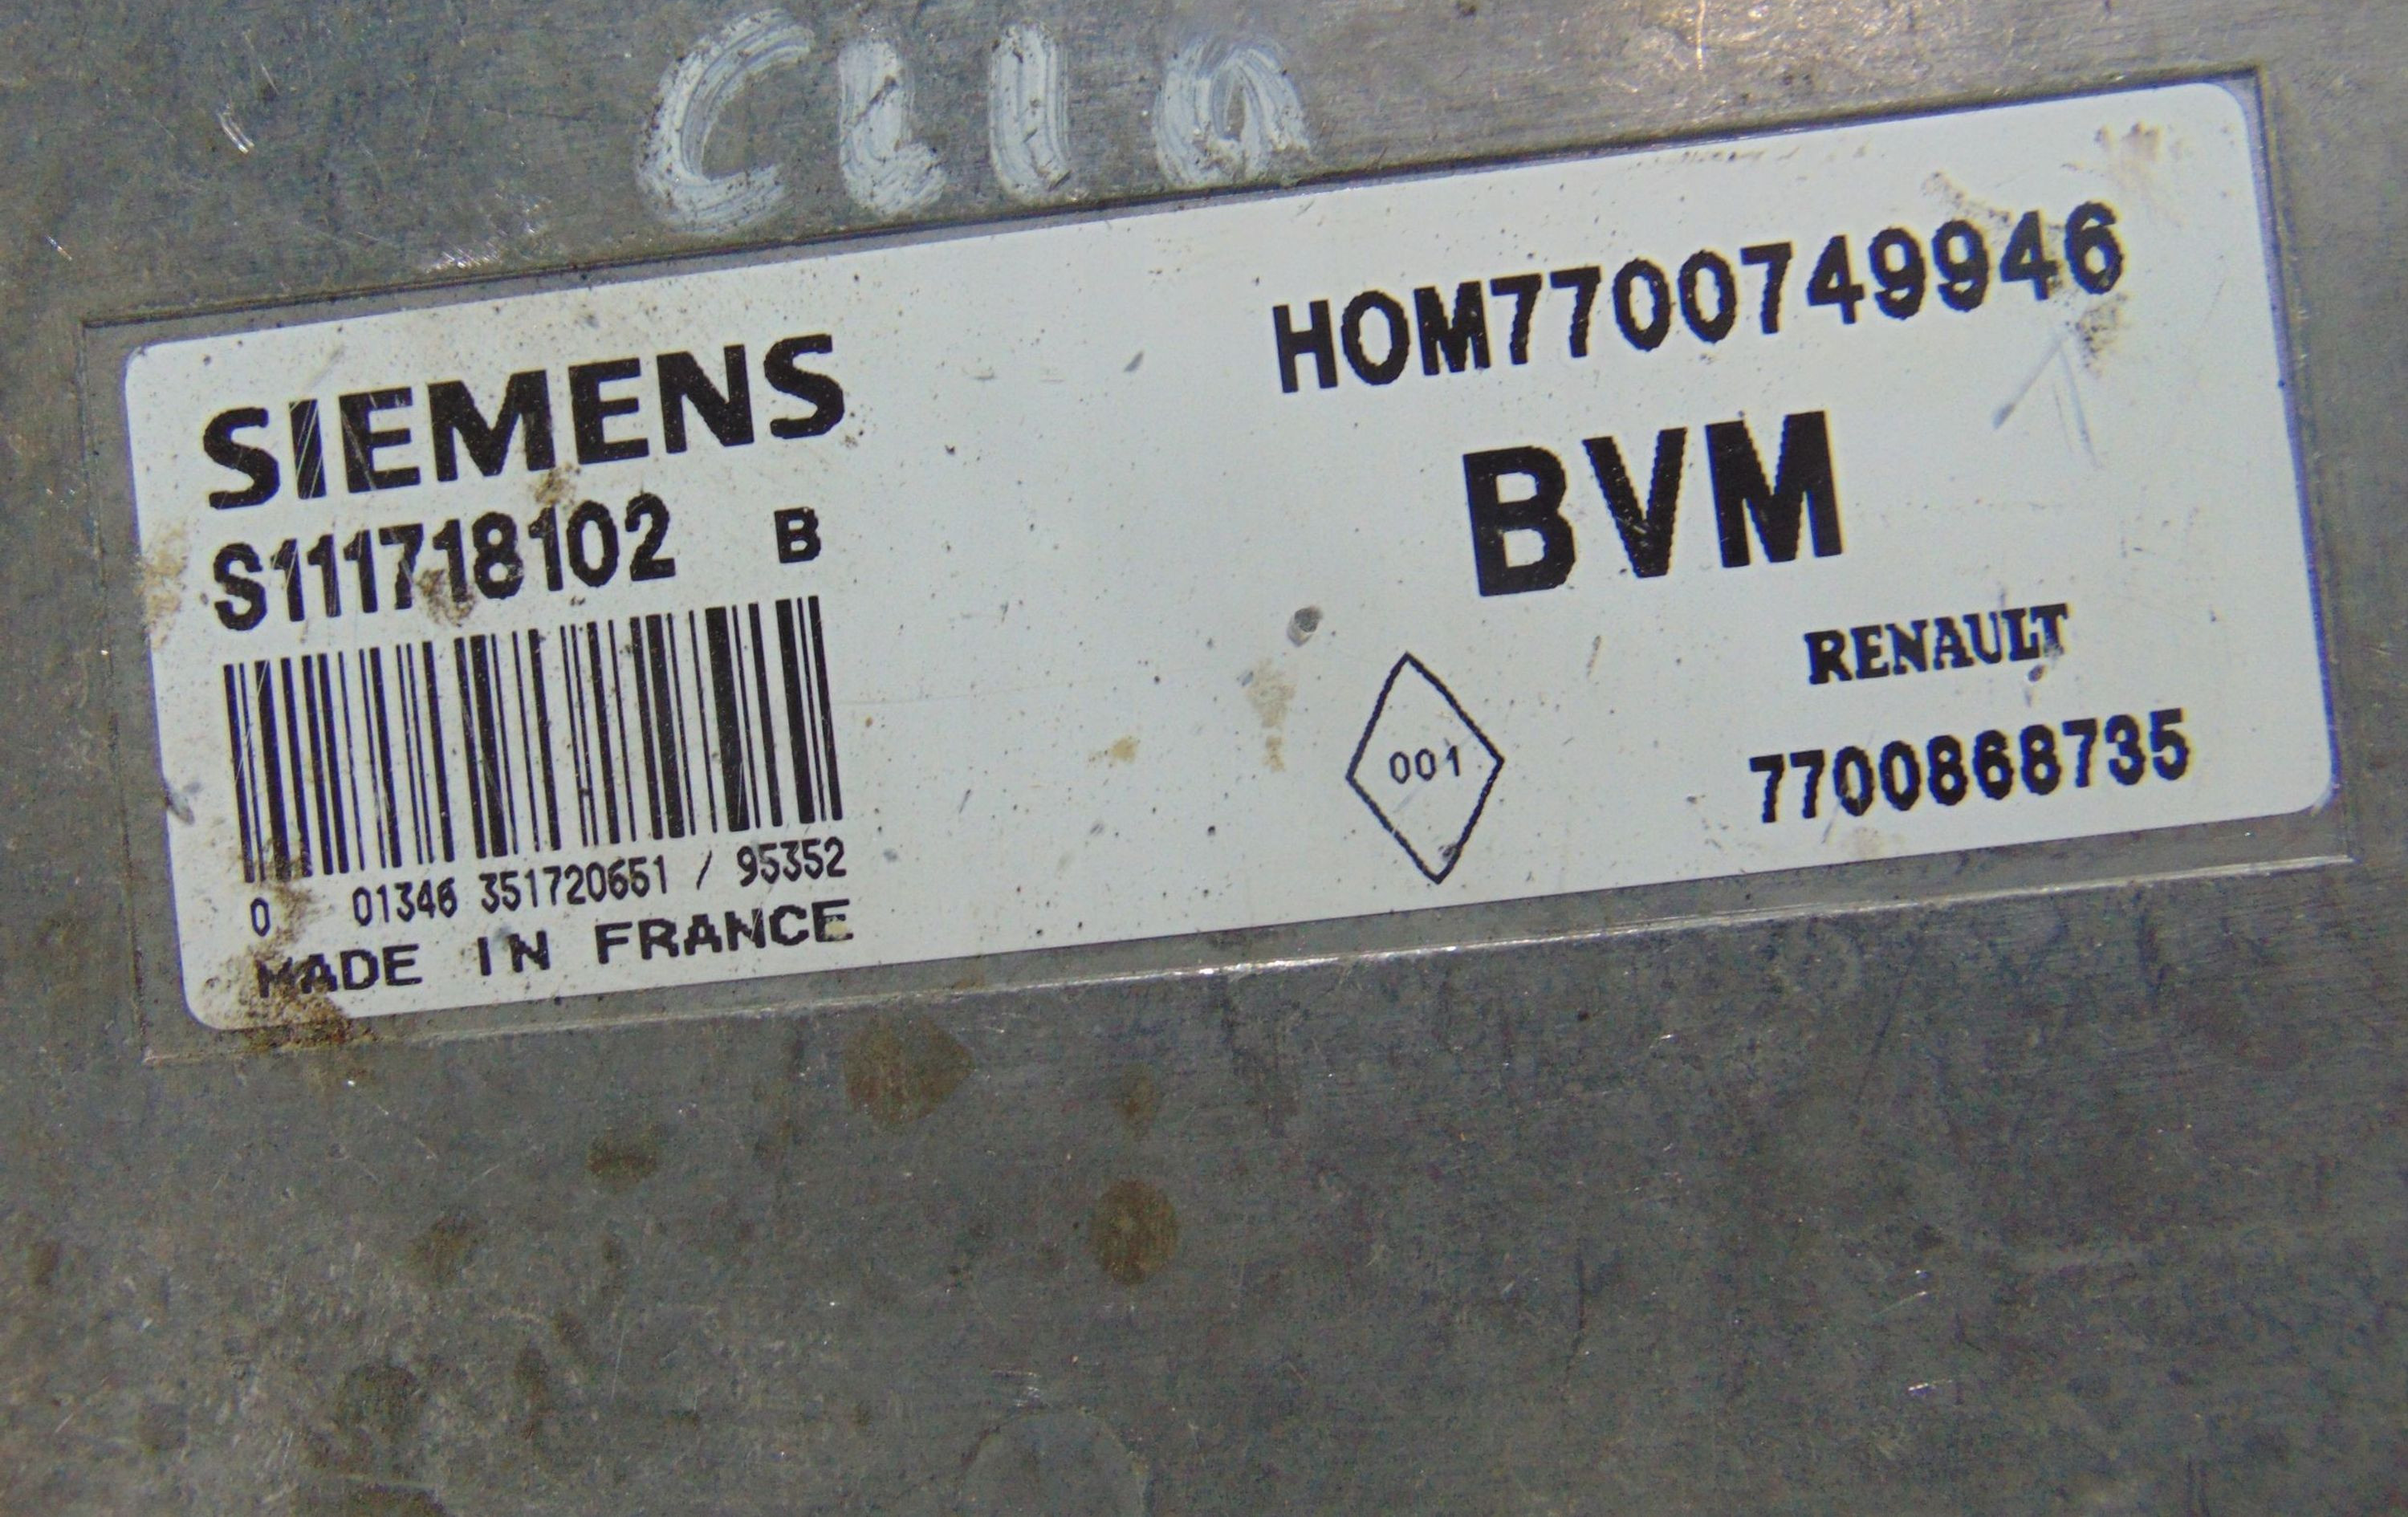 CLIO
SIEMENS
S111718102 B
0 01346 351720651 / 95352
MADE IN FRANCE
HOM7700749946
BVM
RENAULT
001
7700868735